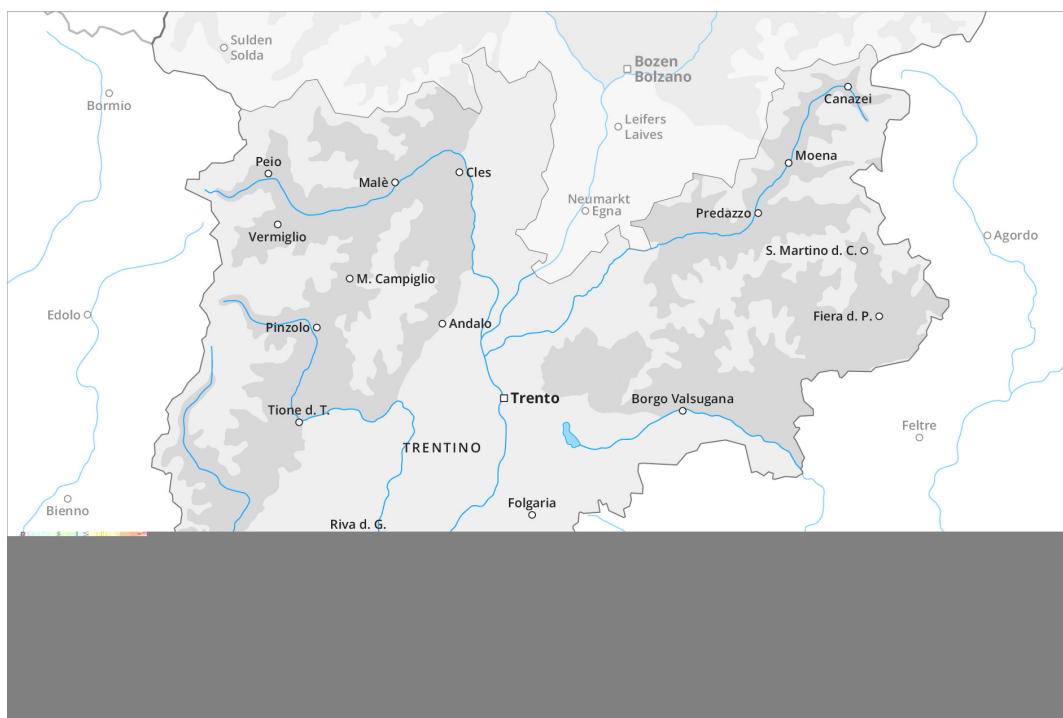 Sulden
Solda
Bozen
Bolzano
Bormio
Canazei
Leifers
Laives
Moena
Peio
Malè
Cles
Neumarkt
Egna
Predazzo
Vermiglio
Agordo
S. Martino d. C.
M. Campiglio
Edolo
Pinzolo
Andalo
Fiera d. P.
Trento
Borgo Valsugana
Tione d. T.
Feltre
TRENTINO
Bienno
Folgaria
Riva d. G.